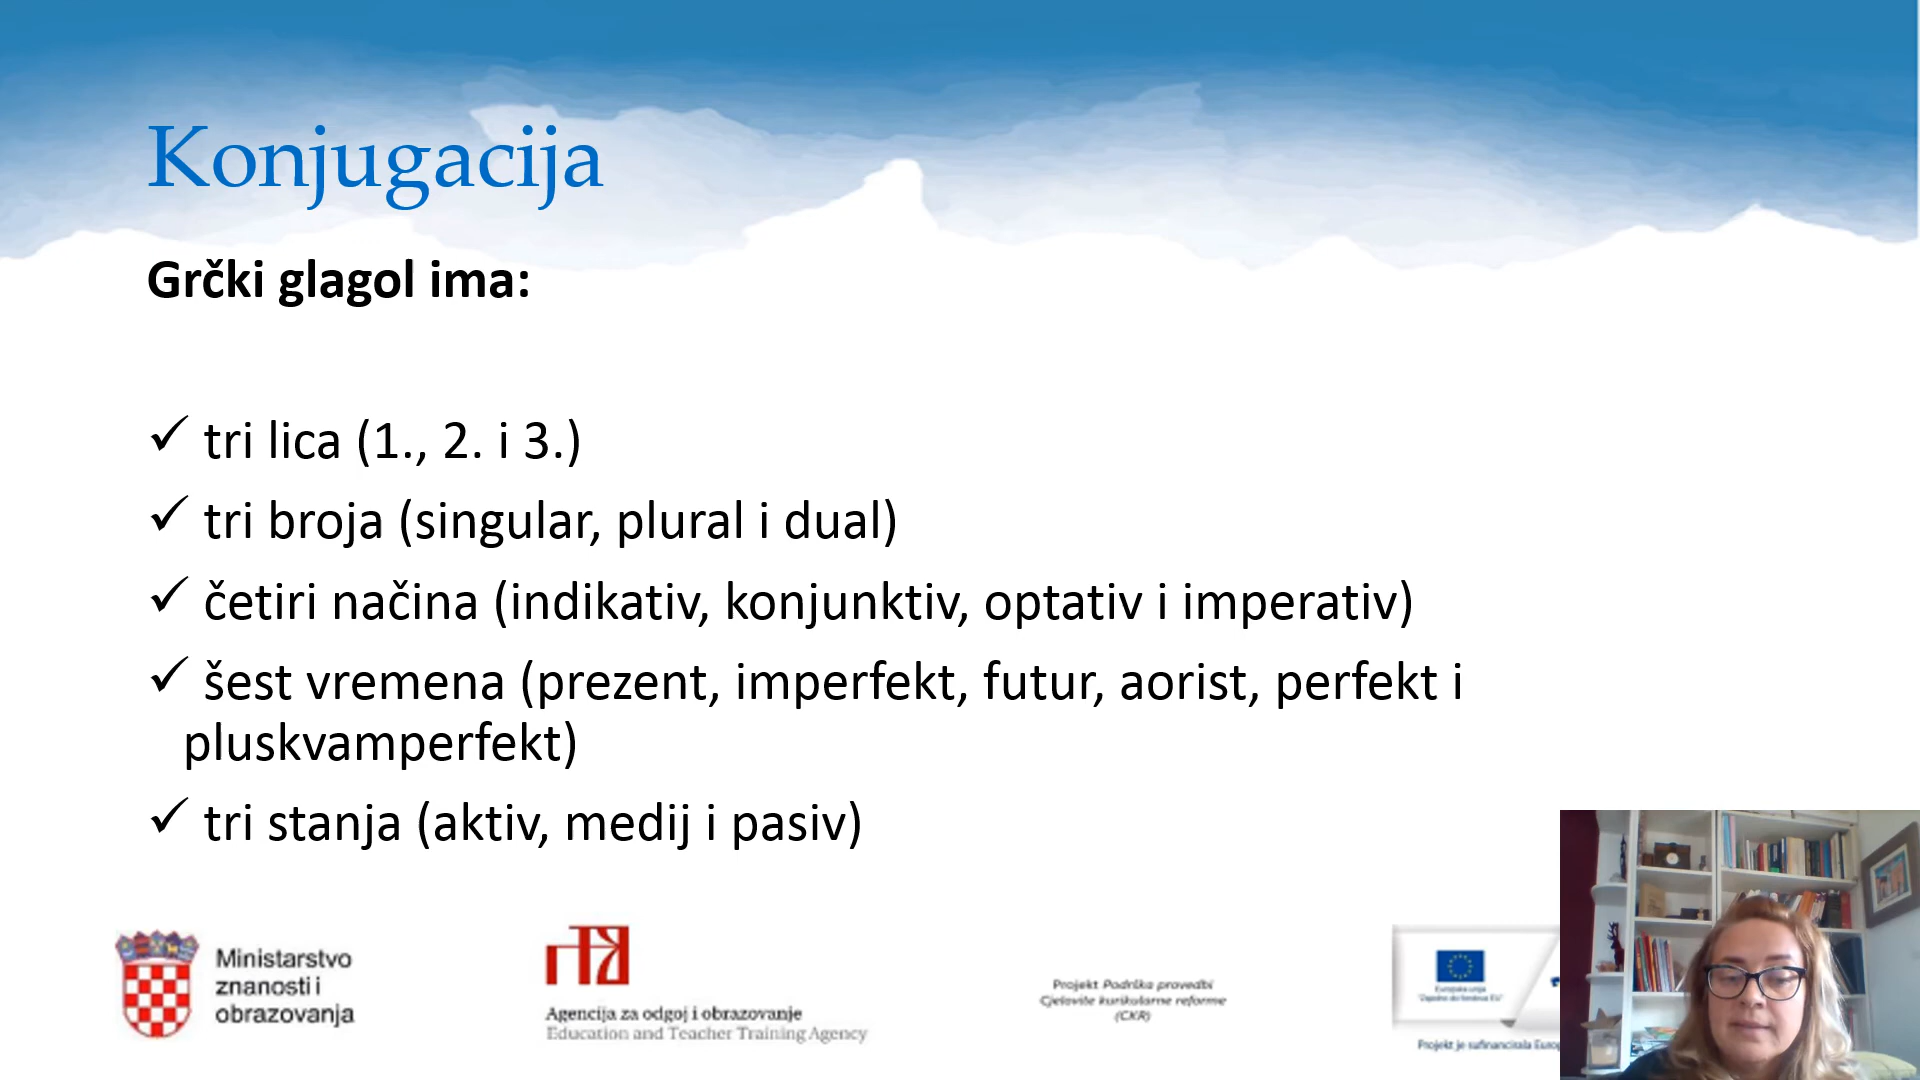 Konjugacija
Grčki glagol ima:
✓ tri lica (1., 2. i 3.)
✓ tri broja (singular, plural i dual)
✓ četiri načina (indikativ, konjunktiv, optativ i imperativ)
✓ šest vremena (prezent, imperfekt, futur, aorist, perfekt i
pluskvamperfekt)
✓ tri stanja (aktiv, medij i pasiv)
Ministarstvo
znanosti i
obrazovanja
Agencija za odgoj i obrazovanje
Education and Teacher Training Agency
Projekt Podrška provedbi
Cjelovite kurikularne reforme
(CKR)
Europska unija
Projekt je sufinancirala Euro